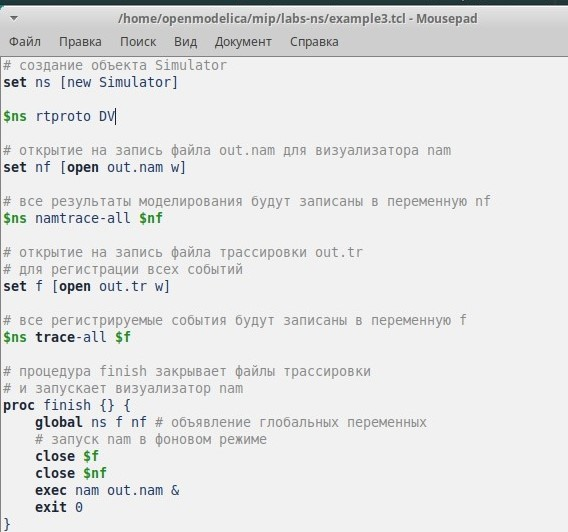 /home/openmodelica/mip/labs-ns/example3.tcl - Mousepad
Файл Правка Поиск Вид Документ Справка
# создание объекта Simulator
set ns [new Simulator]
$ns rtproto DV
# открытие на запись файла out.nam для визуализатора nam
set nf [open out.nam w]
# все результаты моделирования будут записаны в переменную nf
$ns namtrace-all $nf
# открытие на запись файла трассировки out.tr
# для регистрации всех событий
set f [open out.tr w]
# все регистрируемые события будут записаны в переменную f
$ns trace-all $f
# процедура finish закрывает файлы трассировки
# и запускает визуализатор nam
proc finish {} {
    global ns f nf # объявление глобальных переменных
    # запуск nam в фоновом режиме
    close $f
    close $nf
    exec nam out.nam &
    exit 0
}